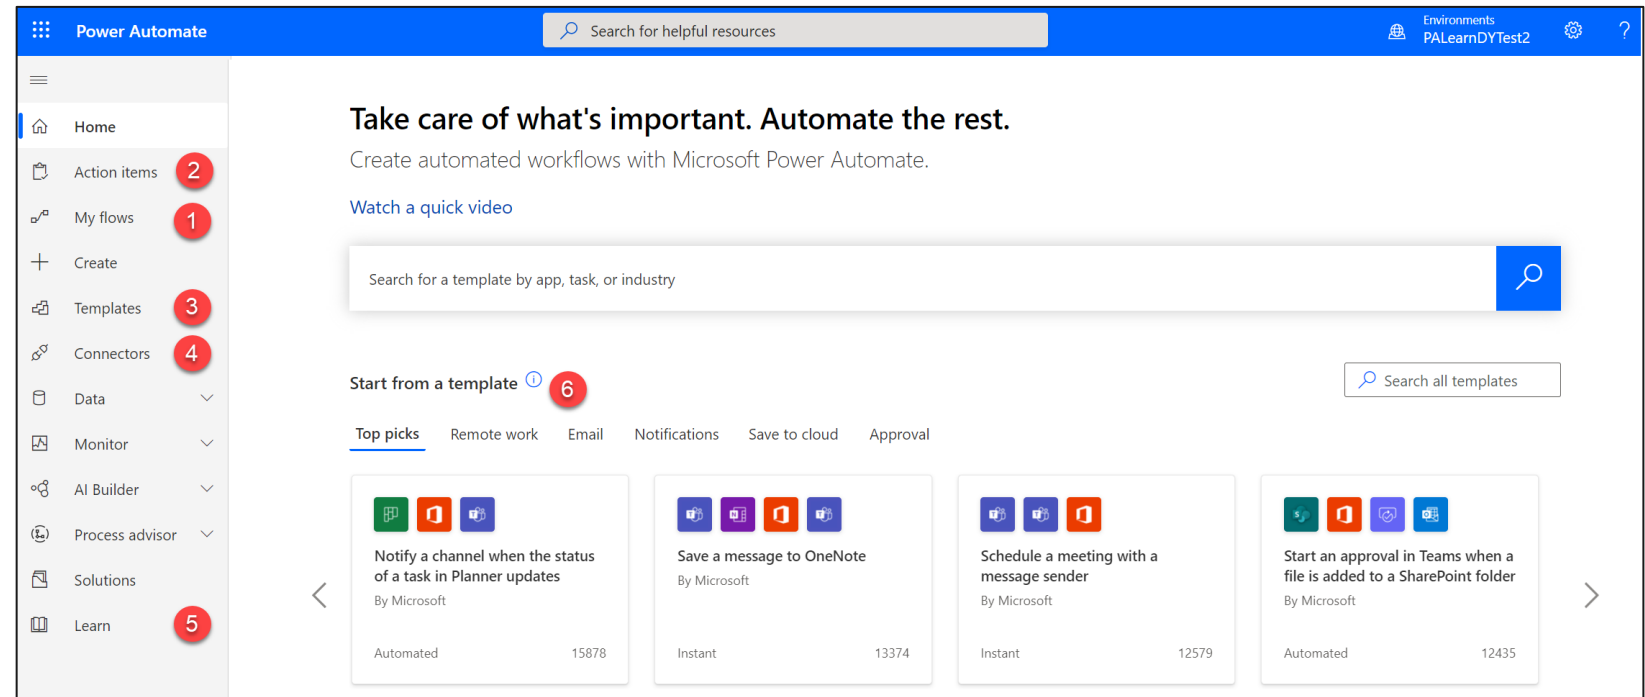 Power Automate
Search for helpful resources
Environments
PALearnDYTest2
?
Home
Action items 2
My flows 1
Create
Templates 3
Connectors 4
Data
Monitor
AI Builder
Process advisor
Solutions
Learn 5
Take care of what's important. Automate the rest.
Create automated workflows with Microsoft Power Automate.
Watch a quick video
Search for a template by app, task, or industry
Start from a template 6
Search all templates
Top picks Remote work Email Notifications Save to cloud Approval
Notify a channel when the status
of a task in Planner updates
By Microsoft
Automated 15878
Save a message to OneNote
By Microsoft
Instant 13374
Schedule a meeting with a
message sender
By Microsoft
Instant 12579
Start an approval in Teams when a
file is added to a SharePoint folder
By Microsoft
Automated 12435